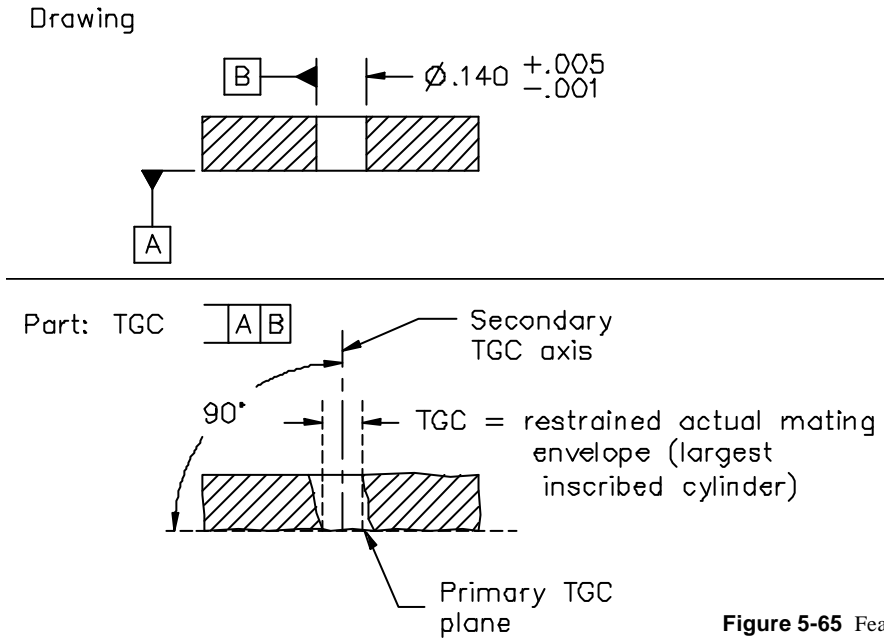 Drawing
B
Ø.140 +.005
−.001
A
Part: TGC A B
Secondary
TGC axis
90°
TGC = restrained actual mating
envelope (largest
inscribed cylinder)
Primary TGC
plane
Figure 5-65 Fea